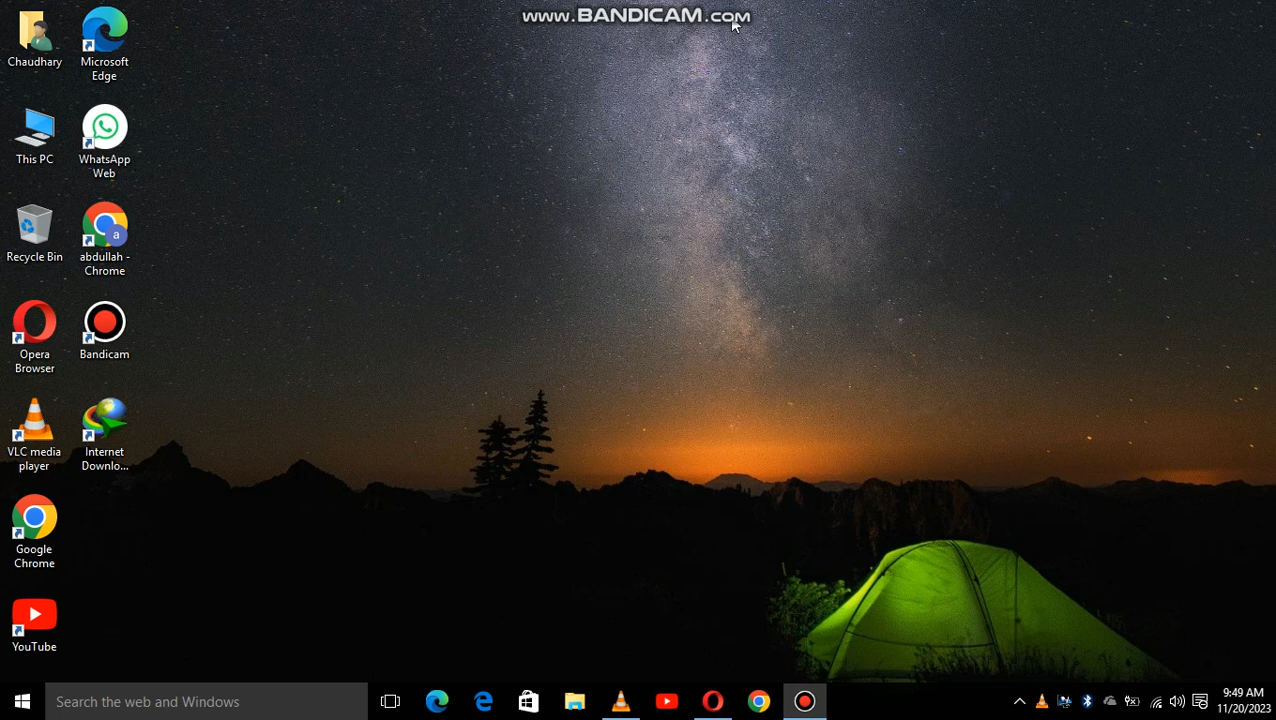 www.BANDICAM.com
Chaudhary
Microsoft
Edge
This PC
WhatsApp
Web
Recycle Bin
a
abdullah -
Chrome
Opera
Browser
Bandicam
VLC media
player
Internet
Downlo...
Google
Chrome
YouTube
Search the web and Windows
9:49 AM
11/20/2023